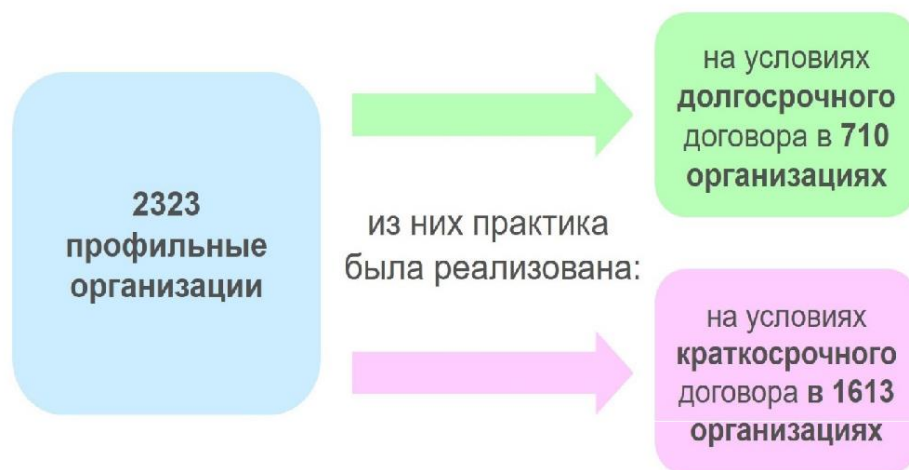 2323
профильные
организации
из них практика
была реализована:
на условиях
долгосрочного
договора в 710
организациях
на условиях
краткосрочного
договора в 1613
организациях